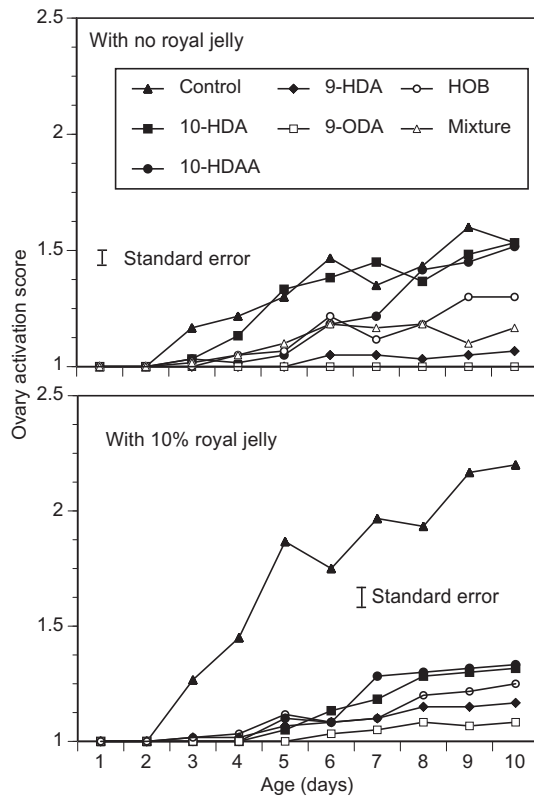 2.5
With no royal jelly
Control 9-HDA HOB
10-HDA 9-ODA Mixture
10-HDAA
2
1.5
Standard error
1
Ovary activation score
2.5
With 10% royal jelly
2
Standard error
1.5
1
1 2 3 4 5 6 7 8 9 10
Age (days)